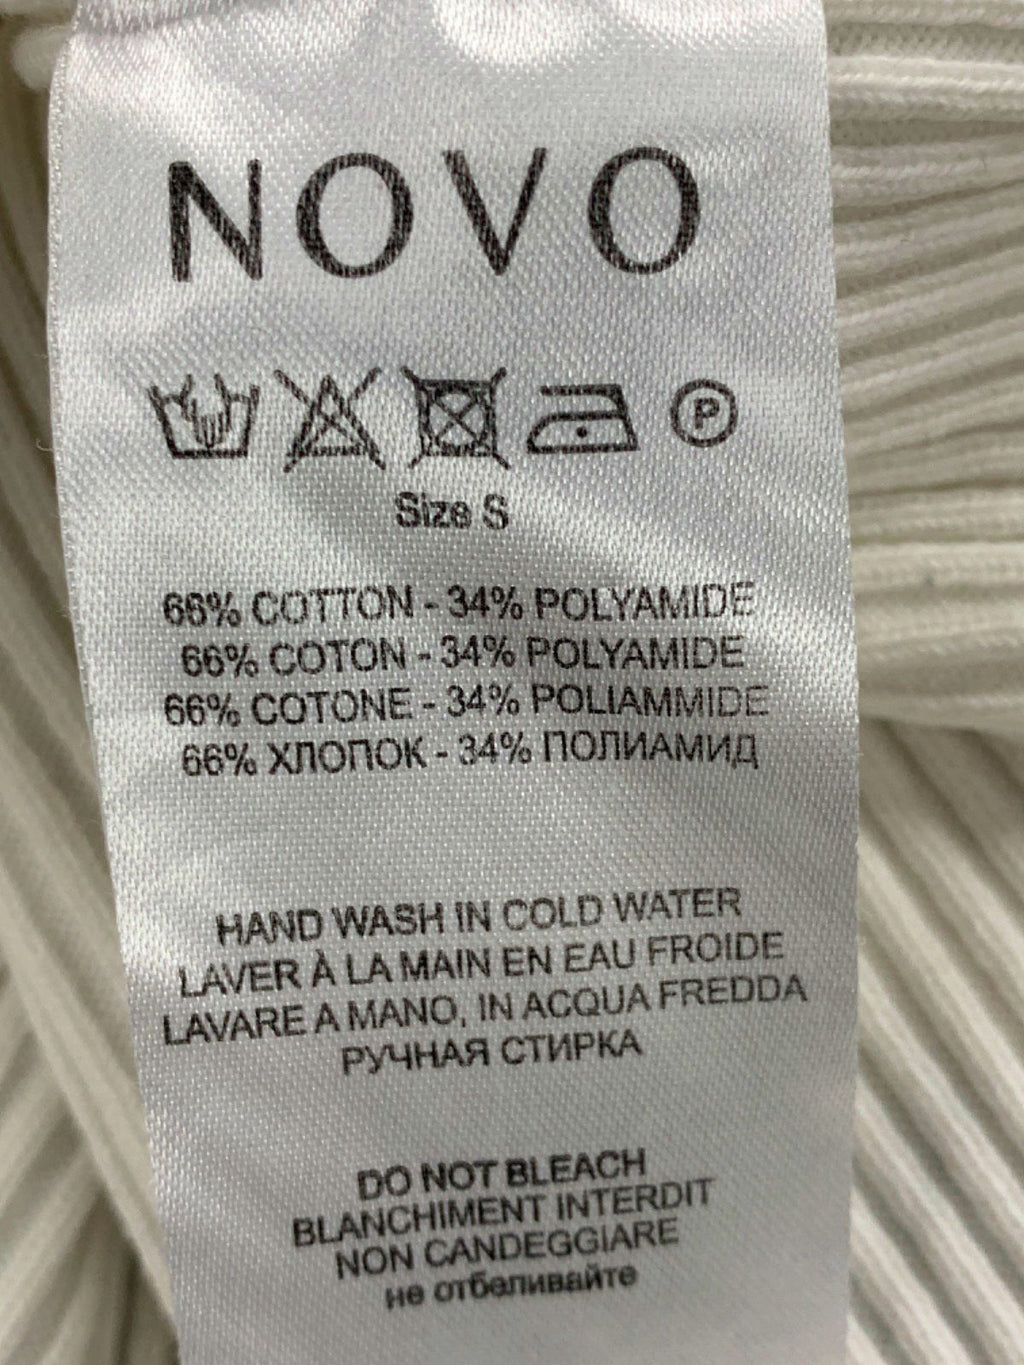 NOVO
P
Size S
66% COTTON - 34% POLYAMIDE
66% COTON - 34% POLYAMIDE
66% COTONE - 34% POLIAMMIDE
66% ХЛОПОК - 34% ПОЛИАМИД
HAND WASH IN COLD WATER
LAVER À LA MAIN EN EAU FROIDE
LAVARE A MANO, IN ACQUA FREDDA
РУЧНАЯ СТИРКА
DO NOT BLEACH
BLANCHIMENT INTERDIT
NON CANDEGGIARE
не отбеливайте